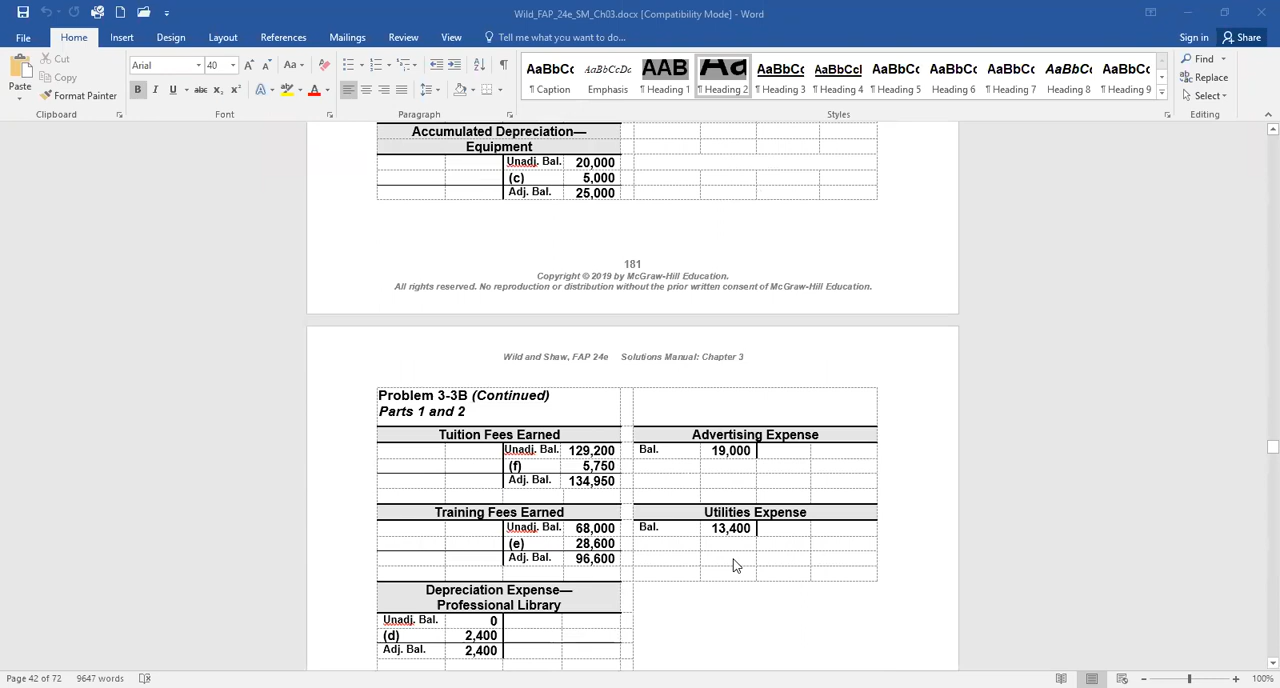 Wild_FAP_24e_SM_Ch03.docx [Compatibility Mode] - Word
File Home Insert Design Layout References Mailings Review View Tell me what you want to do... Sign in Share
Paste
Cut
Copy
Format Painter
Clipboard
Arial 40 Aa
B I U abc X₂ X² A A
Font
Paragraph
AaBbCc AaBbCcDc AAB Aa AaBbCc AaBbCcI AaBbCc AaBbCc AaBbCc AaBbCc AaBbCc
¶ Caption Emphasis ¶ Heading 1 ¶ Heading 2 ¶ Heading 3 ¶ Heading 4 ¶ Heading 5 Heading 6 ¶ Heading 7 Heading 8 ¶ Heading 9
Styles
Find
Replace
Select
Editing
Accumulated Depreciation—
Equipment
Unadj. Bal. 20,000
(c) 5,000
Adj. Bal. 25,000
181
Copyright © 2019 by McGraw-Hill Education.
All rights reserved. No reproduction or distribution without the prior written consent of McGraw-Hill Education.
Wild and Shaw, FAP 24e Solutions Manual: Chapter 3
Problem 3-3B (Continued)
Parts 1 and 2
Tuition Fees Earned
Unadj. Bal. 129,200
(f) 5,750
Adj. Bal. 134,950
Advertising Expense
Bal. 19,000
Training Fees Earned
Unadj. Bal. 68,000
(e) 28,600
Adj. Bal. 96,600
Utilities Expense
Bal. 13,400
Depreciation Expense—
Professional Library
Unadj. Bal. 0
(d) 2,400
Adj. Bal. 2,400
Page 42 of 72 9647 words 100%